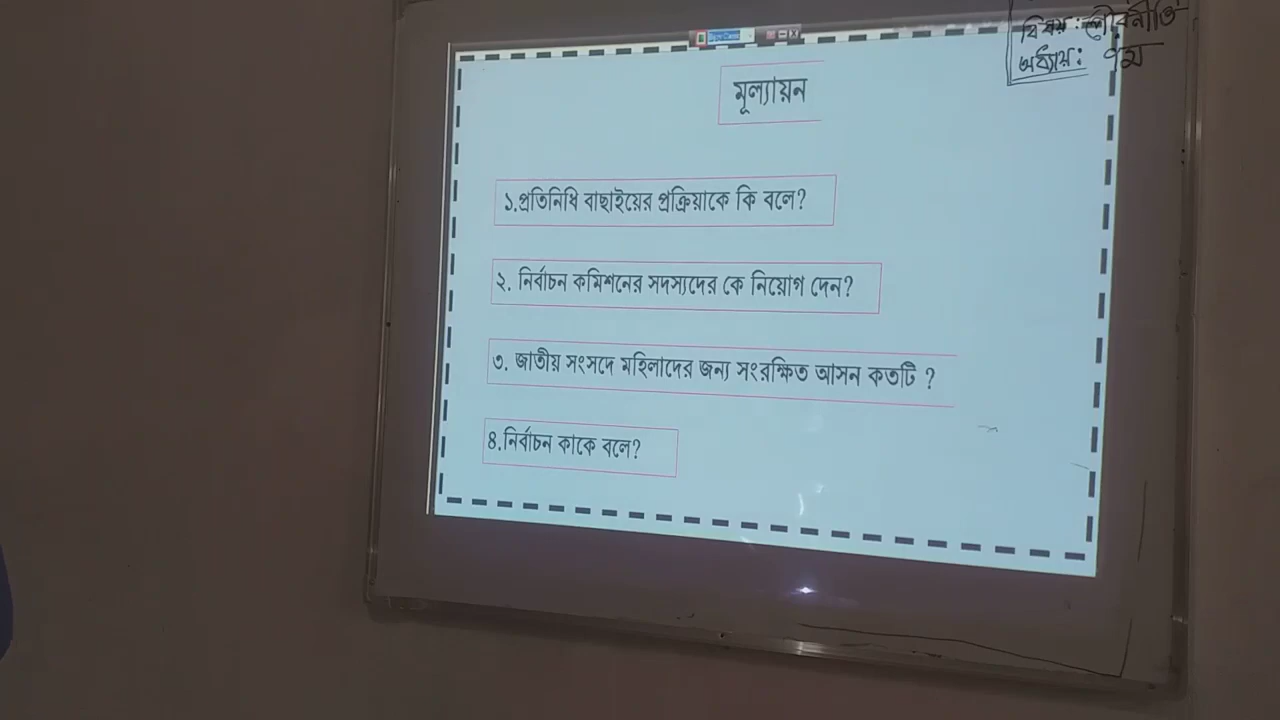 বিষয়: পৌরনীতি
অধ্যায়: ৭ম
মূল্যায়ন
১.প্রতিনিধি বাছাইয়ের প্রক্রিয়াকে কি বলে?
২. নির্বাচন কমিশনের সদস্যদের কে নিয়োগ দেন?
৩. জাতীয় সংসদে মহিলাদের জন্য সংরক্ষিত আসন কতটি ?
৪.নির্বাচন কাকে বলে?